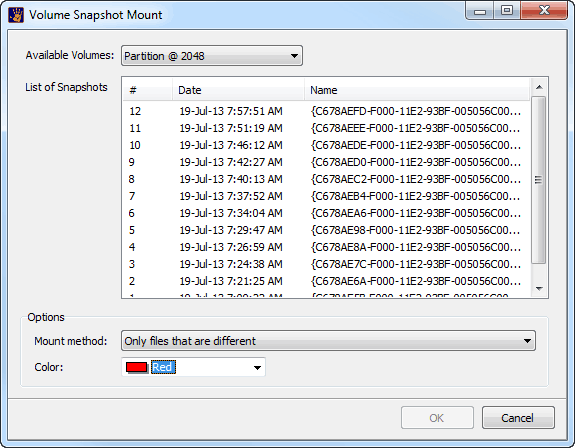 Volume Snapshot Mount
Available Volumes: Partition @ 2048
List of Snapshots
# Date Name
12 19-Jul-13 7:57:51 AM {C678AEFD-F000-11E2-93BF-005056C00...
11 19-Jul-13 7:51:19 AM {C678AEEE-F000-11E2-93BF-005056C00...
10 19-Jul-13 7:46:12 AM {C678AEDE-F000-11E2-93BF-005056C00...
9 19-Jul-13 7:42:27 AM {C678AED0-F000-11E2-93BF-005056C00...
8 19-Jul-13 7:40:13 AM {C678AEC2-F000-11E2-93BF-005056C00...
7 19-Jul-13 7:37:52 AM {C678AEB4-F000-11E2-93BF-005056C00...
6 19-Jul-13 7:34:04 AM {C678AEA6-F000-11E2-93BF-005056C00...
5 19-Jul-13 7:29:47 AM {C678AE98-F000-11E2-93BF-005056C00...
4 19-Jul-13 7:26:59 AM {C678AE8A-F000-11E2-93BF-005056C00...
3 19-Jul-13 7:24:38 AM {C678AE7C-F000-11E2-93BF-005056C00...
2 19-Jul-13 7:21:25 AM {C678AE6A-F000-11E2-93BF-005056C00...
Options
Mount method: Only files that are different
Color: Red
OK Cancel